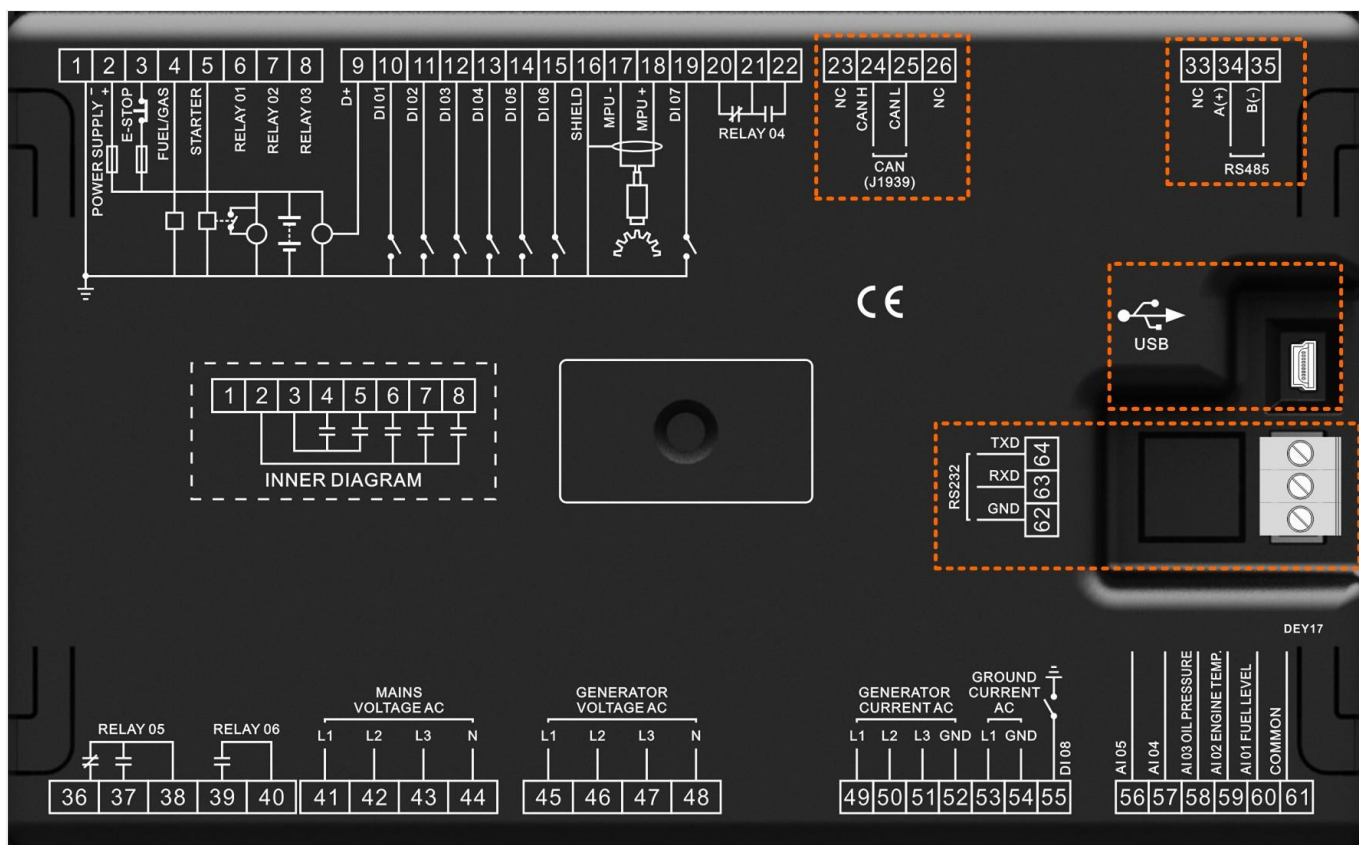 1 2 3 4 5 6 7 8
9 10 11 12 13 14 15 16 17 18 19 20 21 22
23 24 25 26
33 34 35
POWER SUPPLY
- +
E-STOP
FUEL/GAS
STARTER
RELAY 01
RELAY 02
RELAY 03
D+
DI 01
DI 02
DI 03
DI 04
DI 05
DI 06
SHIELD
MPU -
MPU +
DI 07
RELAY 04
NC
CAN H
CAN L
NC
CAN
(J1939)
NC
A(+)
B(-)
RS485
CE
USB
1 2 3 4 5 6 7 8
INNER DIAGRAM
RS232
TXD 64
RXD 63
GND 62
DEY17
RELAY 05
RELAY 06
MAINS
VOLTAGE AC
L1 L2 L3 N
GENERATOR
VOLTAGE AC
L1 L2 L3 N
GENERATOR
CURRENT AC
L1 L2 L3 GND
GROUND
CURRENT
AC
L1 GND
DI 08
AI 05
AI 04
AI 03 OIL PRESSURE
AI 02 ENGINE TEMP.
AI 01 FUEL LEVEL
COMMON
36 37 38 39 40 41 42 43 44
45 46 47 48
49 50 51 52 53 54 55
56 57 58 59 60 61